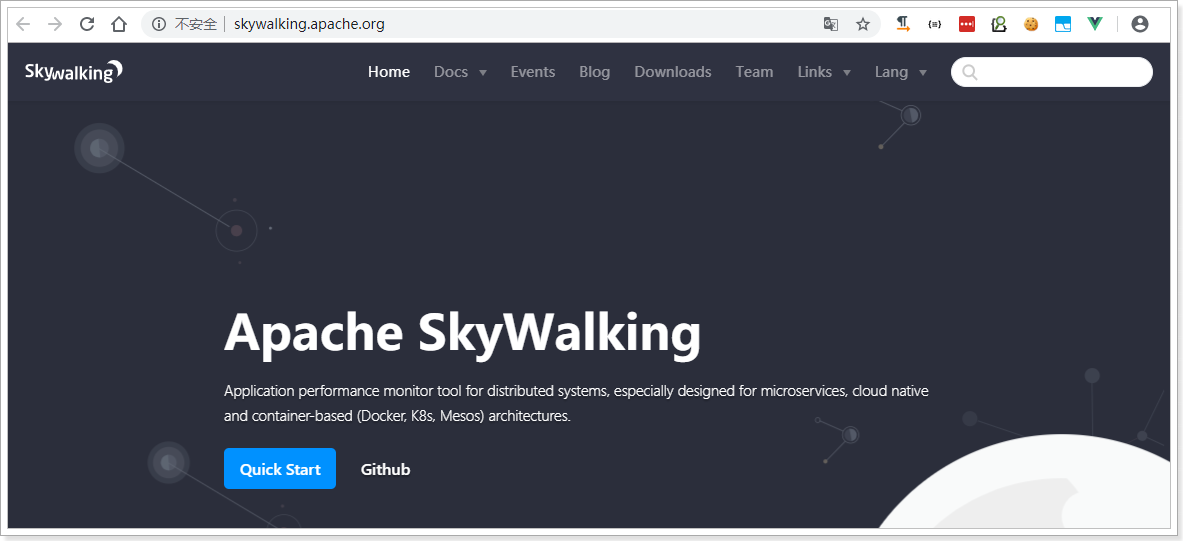 不安全 skywalking.apache.org
Skywalking
Home Docs Events Blog Downloads Team Links Lang
Apache SkyWalking
Application performance monitor tool for distributed systems, especially designed for microservices, cloud native
and container-based (Docker, K8s, Mesos) architectures.
Quick Start Github